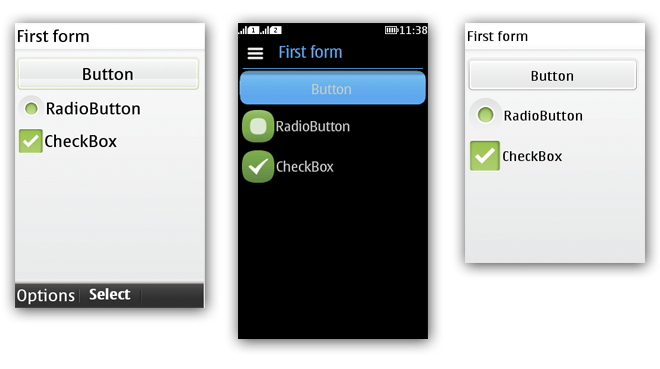 First form
Button
RadioButton
CheckBox
Options Select
1 2 11:38
First form
Button
RadioButton
CheckBox
First form
Button
RadioButton
CheckBox